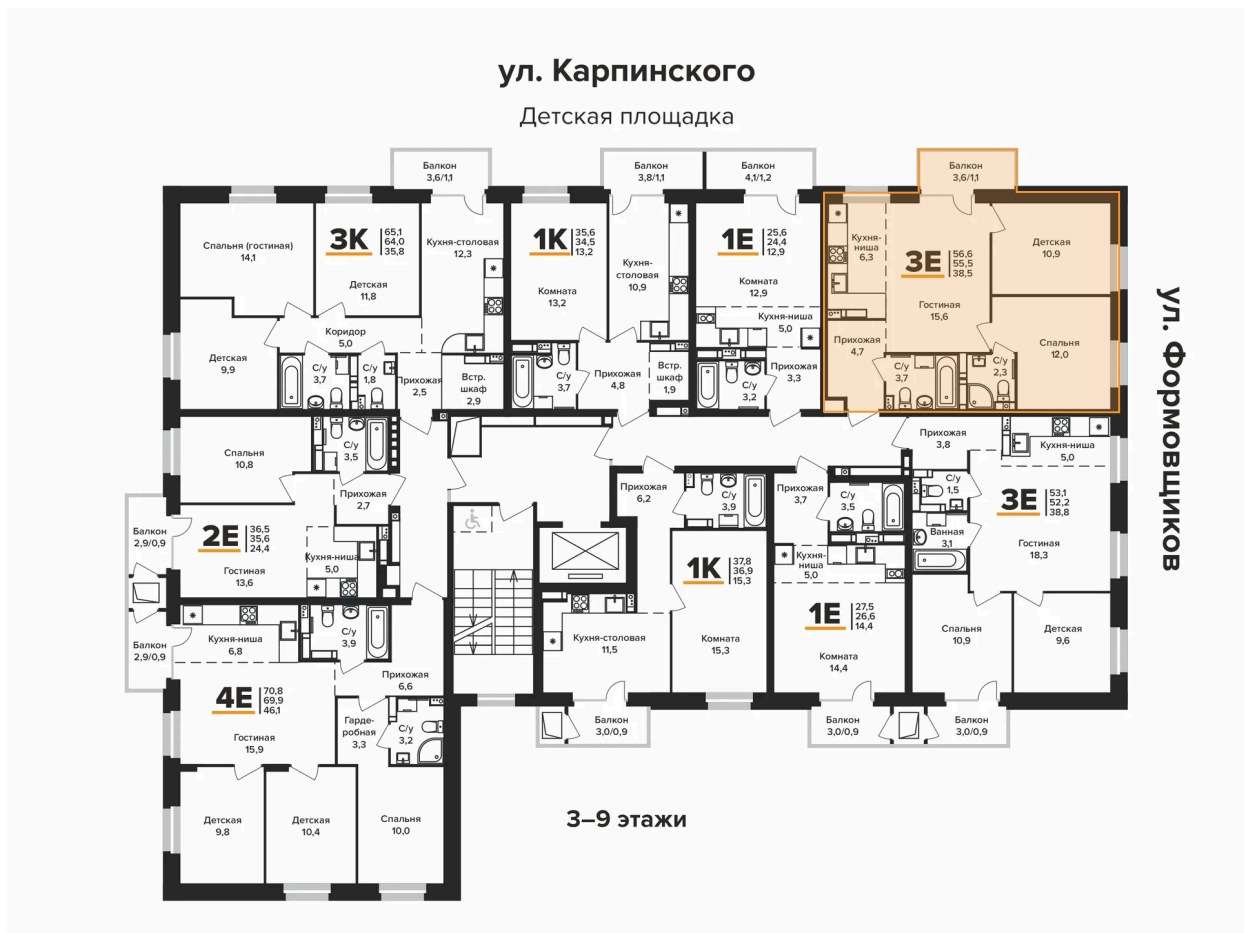 ул. Карпинского
Детская площадка
Балкон
3,6/1,1
Балкон
3,8/1,1
Балкон
4,1/1,2
Балкон
3,6/1,1
Спальня (гостиная)
14,1
3К
65,1
64,0
35,8
Детская
11,8
Кухня-столовая
12,3
Детская
9,9
Коридор
5,0
С/у
3,7
С/у
1,8
Прихожая
2,5
Встр.
шкаф
2,9
1К
35,6
34,5
13,2
Комната
13,2
Кухня-
столовая
10,9
С/у
3,7
Прихожая
4,8
Встр.
шкаф
1,9
1Е
25,6
24,4
12,9
Комната
12,9
Кухня-ниша
5,0
С/у
3,2
Прихожая
3,3
Кухня-
ниша
6,3
3Е
56,6
55,5
38,5
Гостиная
15,6
Детская
10,9
Спальня
12,0
Прихожая
4,7
С/у
3,7
С/у
2,3
ул. Формовщиков
Спальня
10,8
С/у
3,5
Прихожая
2,7
Балкон
2,9/0,9
2Е
36,5
35,6
24,4
Гостиная
13,6
Кухня-ниша
5,0
Балкон
2,9/0,9
Кухня-ниша
6,8
С/у
3,9
Прихожая
6,6
4Е
70,8
69,9
46,1
Гостиная
15,9
Гарде-
робная
3,3
С/у
3,2
Детская
9,8
Детская
10,4
Спальня
10,0
Прихожая
6,2
С/у
3,9
1К
37,8
36,9
15,3
Кухня-столовая
11,5
Комната
15,3
Балкон
3,0/0,9
Прихожая
3,7
С/у
3,5
Кухня-
ниша
5,0
1Е
27,5
26,6
14,4
Комната
14,4
Балкон
3,0/0,9
Прихожая
3,8
Кухня-ниша
5,0
С/у
1,5
Ванная
3,1
3Е
53,1
52,2
38,8
Гостиная
18,3
Спальня
10,9
Детская
9,6
Балкон
3,0/0,9
3–9 этажи